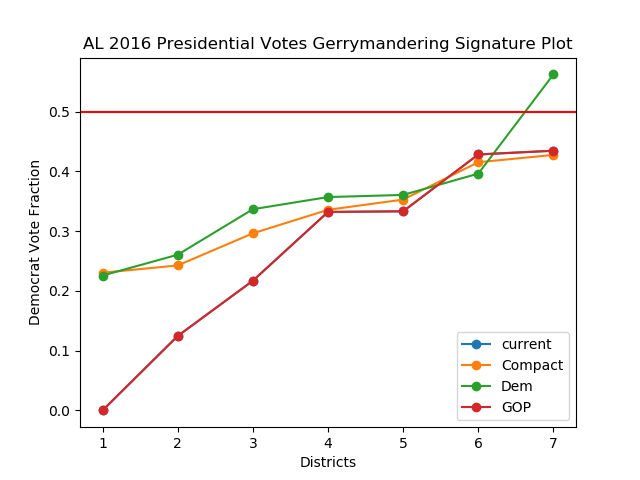 AL 2016 Presidential Votes Gerrymandering Signature Plot
Democrat Vote Fraction
0.5
0.4
0.3
0.2
0.1
0.0
current
Compact
Dem
GOP
1 2 3 4 5 6 7
Districts